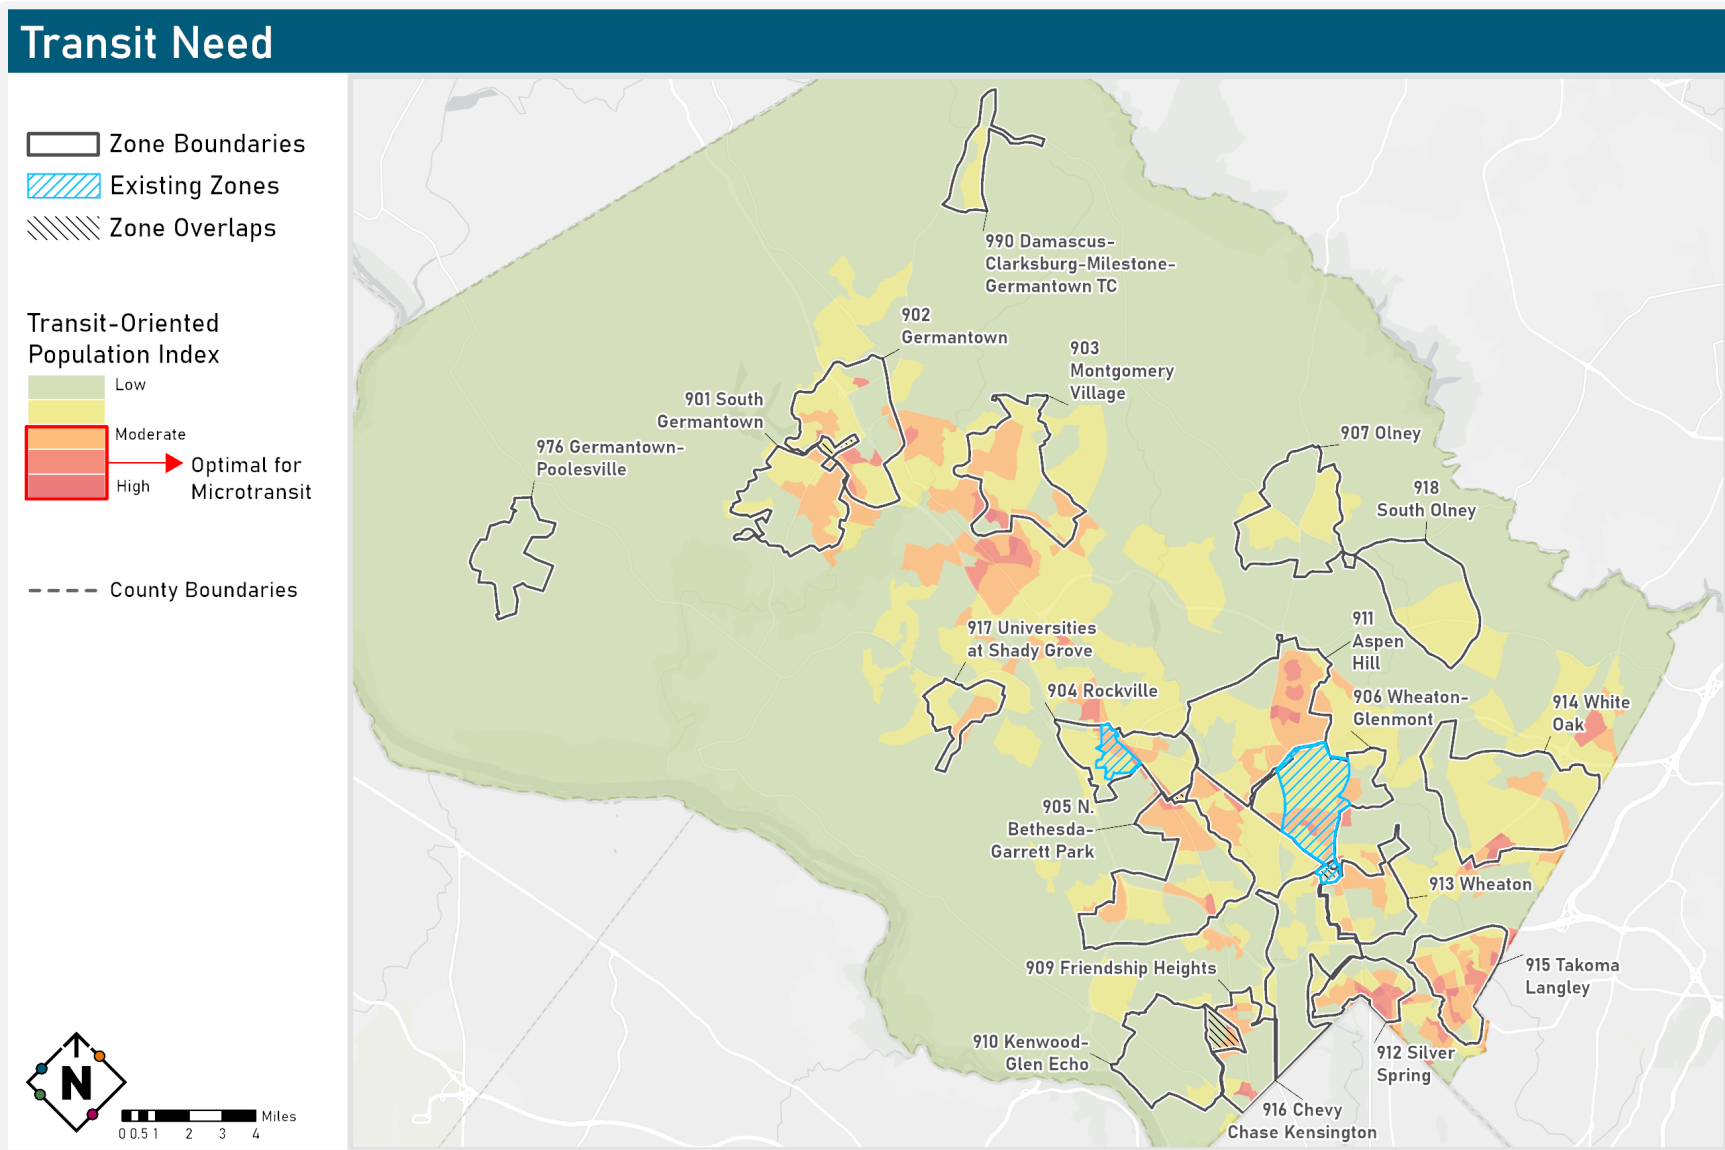 Transit Need
Zone Boundaries
Existing Zones
Zone Overlaps
Transit-Oriented
Population Index
Low
Moderate
High
Optimal for
Microtransit
County Boundaries
N
Miles
0 0.5 1 2 3 4
990 Damascus-
Clarksburg-Milestone-
Germantown TC
902
Germantown
903
Montgomery
Village
901 South
Germantown
976 Germantown-
Poolesville
907 Olney
918
South Olney
917 Universities
at Shady Grove
911
Aspen
Hill
904 Rockville
906 Wheaton-
Glenmont
914 White
Oak
905 N.
Bethesda-
Garrett Park
913 Wheaton
909 Friendship Heights
915 Takoma
Langley
910 Kenwood-
Glen Echo
912 Silver
Spring
916 Chevy
Chase Kensington